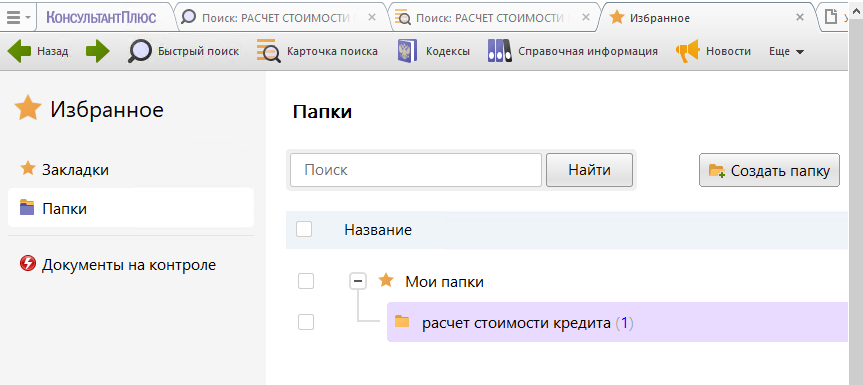 КонсультантПлюс
Поиск: РАСЧЕТ СТОИМОСТИ
Поиск: РАСЧЕТ СТОИМОСТИ
Избранное
Назад
Быстрый поиск
Карточка поиска
Кодексы
Справочная информация
Новости
Еще
Избранное
Закладки
Папки
Документы на контроле
Папки
Поиск
Найти
Создать папку
Название
Мои папки
расчет стоимости кредита (1)